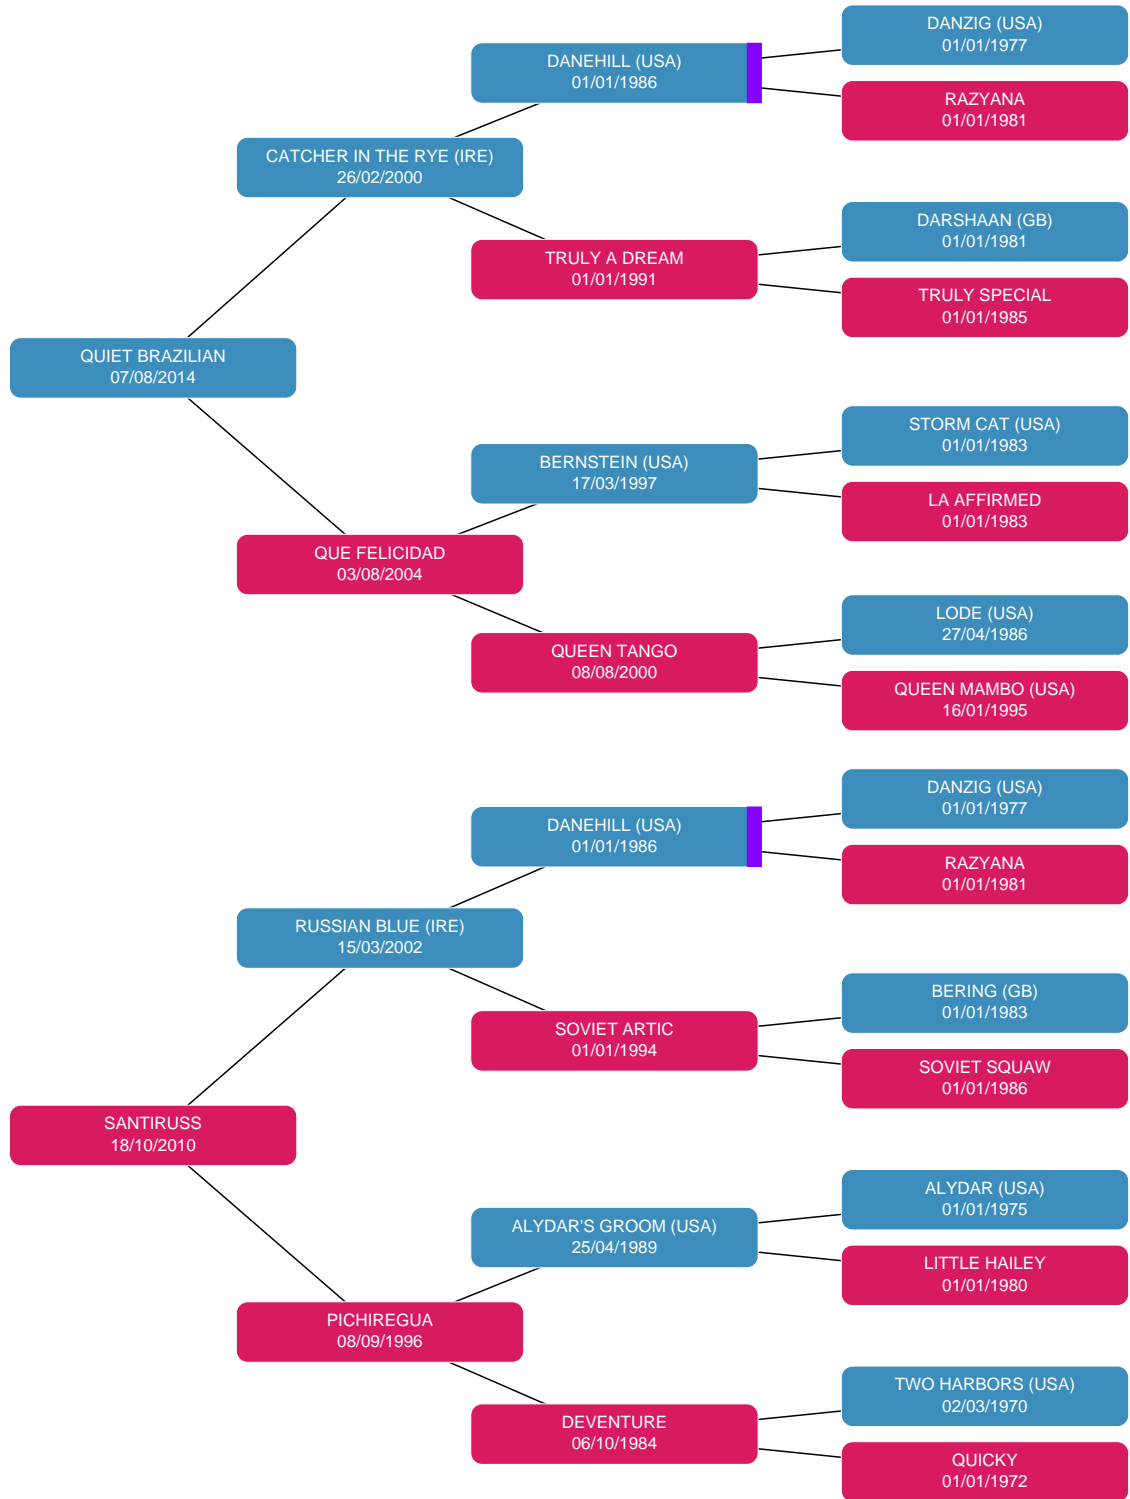 DANZIG (USA)
01/01/1977
DANEHILL (USA)
01/01/1986
RAZYANA
01/01/1981
CATCHER IN THE RYE (IRE)
26/02/2000
DARSHAAN (GB)
01/01/1981
TRULY A DREAM
01/01/1991
TRULY SPECIAL
01/01/1985
QUIET BRAZILIAN
07/08/2014
STORM CAT (USA)
01/01/1983
BERNSTEIN (USA)
17/03/1997
LA AFFIRMED
01/01/1983
QUE FELICIDAD
03/08/2004
LODE (USA)
27/04/1986
QUEEN TANGO
08/08/2000
QUEEN MAMBO (USA)
16/01/1995
DANZIG (USA)
01/01/1977
DANEHILL (USA)
01/01/1986
RAZYANA
01/01/1981
RUSSIAN BLUE (IRE)
15/03/2002
BERING (GB)
01/01/1983
SOVIET ARTIC
01/01/1994
SOVIET SQUAW
01/01/1986
SANTIRUSS
18/10/2010
ALYDAR (USA)
01/01/1975
ALYDAR'S GROOM (USA)
25/04/1989
LITTLE HAILEY
01/01/1980
PICHIREGUA
08/09/1996
TWO HARBORS (USA)
02/03/1970
DEVENTURE
06/10/1984
QUICKY
01/01/1972